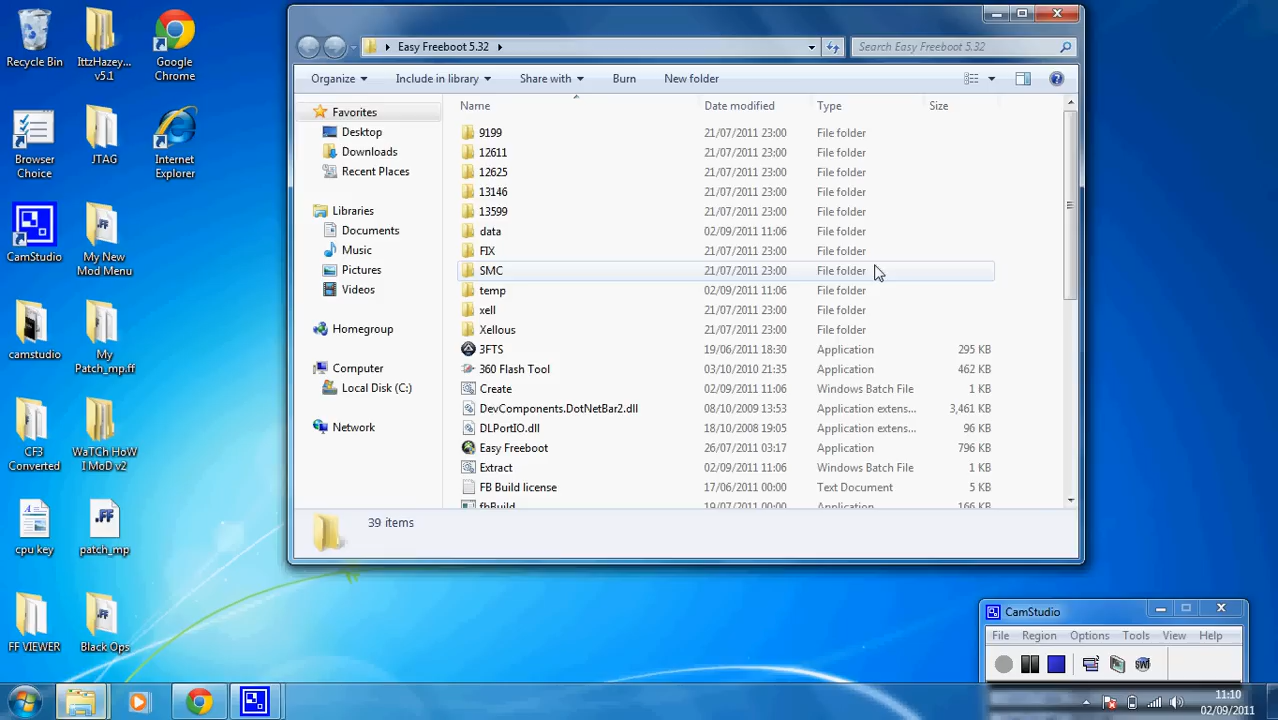 Recycle Bin
IttzHazey...
v5.1
Google
Chrome
Browser
Choice
JTAG
Internet
Explorer
CamStudio
My New
Mod Menu
camstudio
My
Patch_mp.ff
CF3
Converted
WaTCh HoW
I MoD v2
cpu key
patch_mp
FF VIEWER
Black Ops
Easy Freeboot 5.32
Search Easy Freeboot 5.32
Organize Include in library Share with Burn New folder
Favorites
Desktop
Downloads
Recent Places
Libraries
Documents
Music
Pictures
Videos
Homegroup
Computer
Local Disk (C:)
Network
Name Date modified Type Size
9199 21/07/2011 23:00 File folder
12611 21/07/2011 23:00 File folder
12625 21/07/2011 23:00 File folder
13146 21/07/2011 23:00 File folder
13599 21/07/2011 23:00 File folder
data 02/09/2011 11:06 File folder
FIX 21/07/2011 23:00 File folder
SMC 21/07/2011 23:00 File folder
temp 02/09/2011 11:06 File folder
xell 21/07/2011 23:00 File folder
Xellous 21/07/2011 23:00 File folder
3FTS 19/06/2011 18:30 Application 295 KB
360 Flash Tool 03/10/2010 21:35 Application 462 KB
Create 02/09/2011 11:06 Windows Batch File 1 KB
DevComponents.DotNetBar2.dll 08/10/2009 13:53 Application extens... 3,461 KB
DLPortIO.dll 18/10/2008 19:05 Application extens... 96 KB
Easy Freeboot 26/07/2011 03:17 Application 796 KB
Extract 02/09/2011 11:06 Windows Batch File 1 KB
FB Build license 17/06/2011 00:00 Text Document 5 KB
fbBuild 19/07/2011 00:00 Application 166 KB
39 items
CamStudio
File Region Options Tools View Help
11:10
02/09/2011